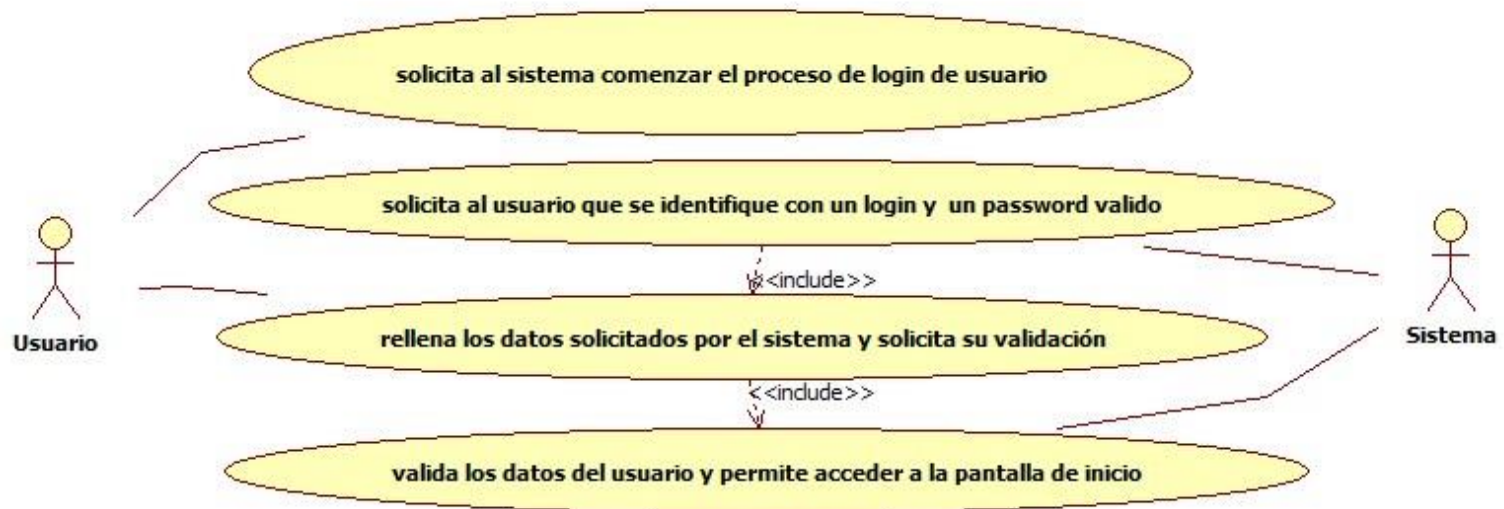 solicita al sistema comenzar el proceso de login de usuario
solicita al usuario que se identifique con un login y un password valido
<<include>>
Usuario
rellena los datos solicitados por el sistema y solicita su validación
Sistema
<<include>>
valida los datos del usuario y permite acceder a la pantalla de inicio